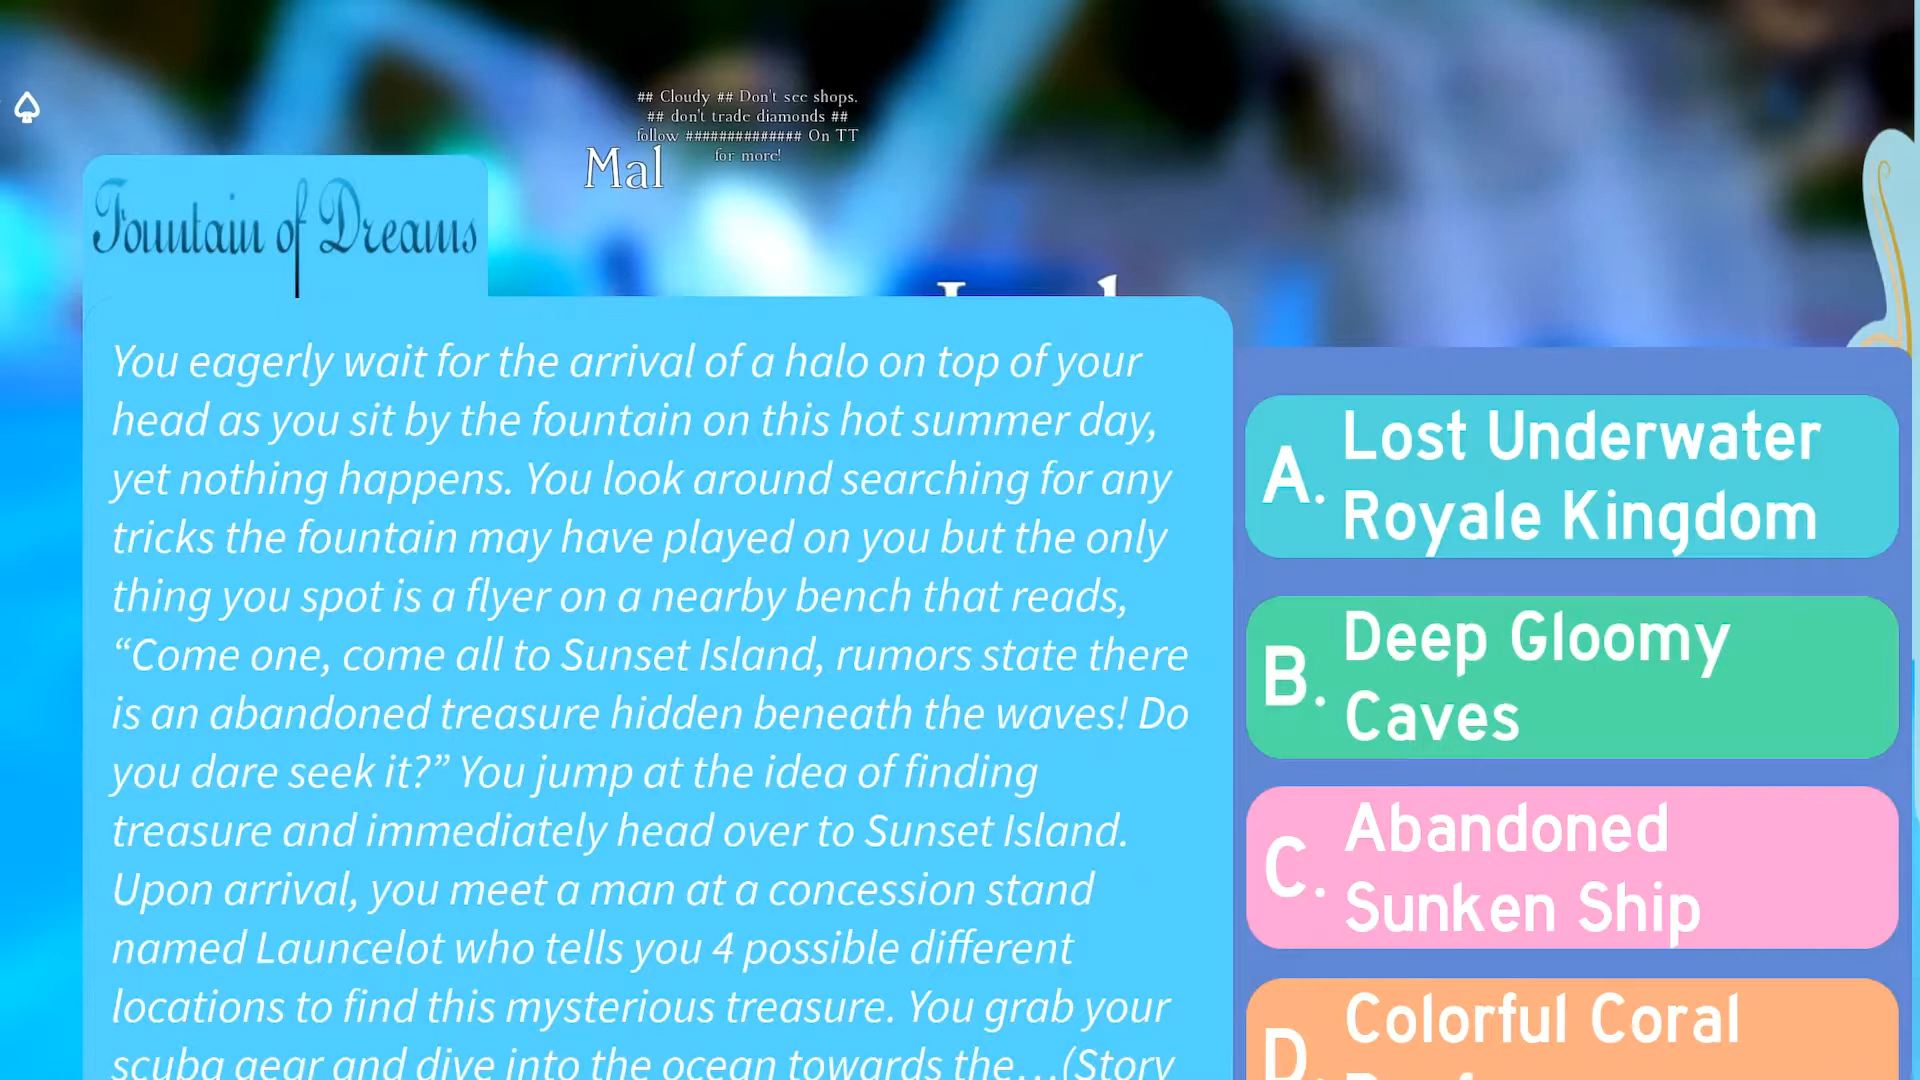 ## Cloudy ## Don't see shops.
## don't trade diamonds ##
follow ############## On TT
for more!
Mal
Fountain of Dreams
You eagerly wait for the arrival of a halo on top of your
head as you sit by the fountain on this hot summer day,
yet nothing happens. You look around searching for any
tricks the fountain may have played on you but the only
thing you spot is a flyer on a nearby bench that reads,
“Come one, come all to Sunset Island, rumors state there
is an abandoned treasure hidden beneath the waves! Do
you dare seek it?” You jump at the idea of finding
treasure and immediately head over to Sunset Island.
Upon arrival, you meet a man at a concession stand
named Launcelot who tells you 4 possible different
locations to find this mysterious treasure. You grab your
scuba gear and dive into the ocean towards the...(Story
A. Lost Underwater
Royale Kingdom
B. Deep Gloomy
Caves
C. Abandoned
Sunken Ship
D. Colorful Coral